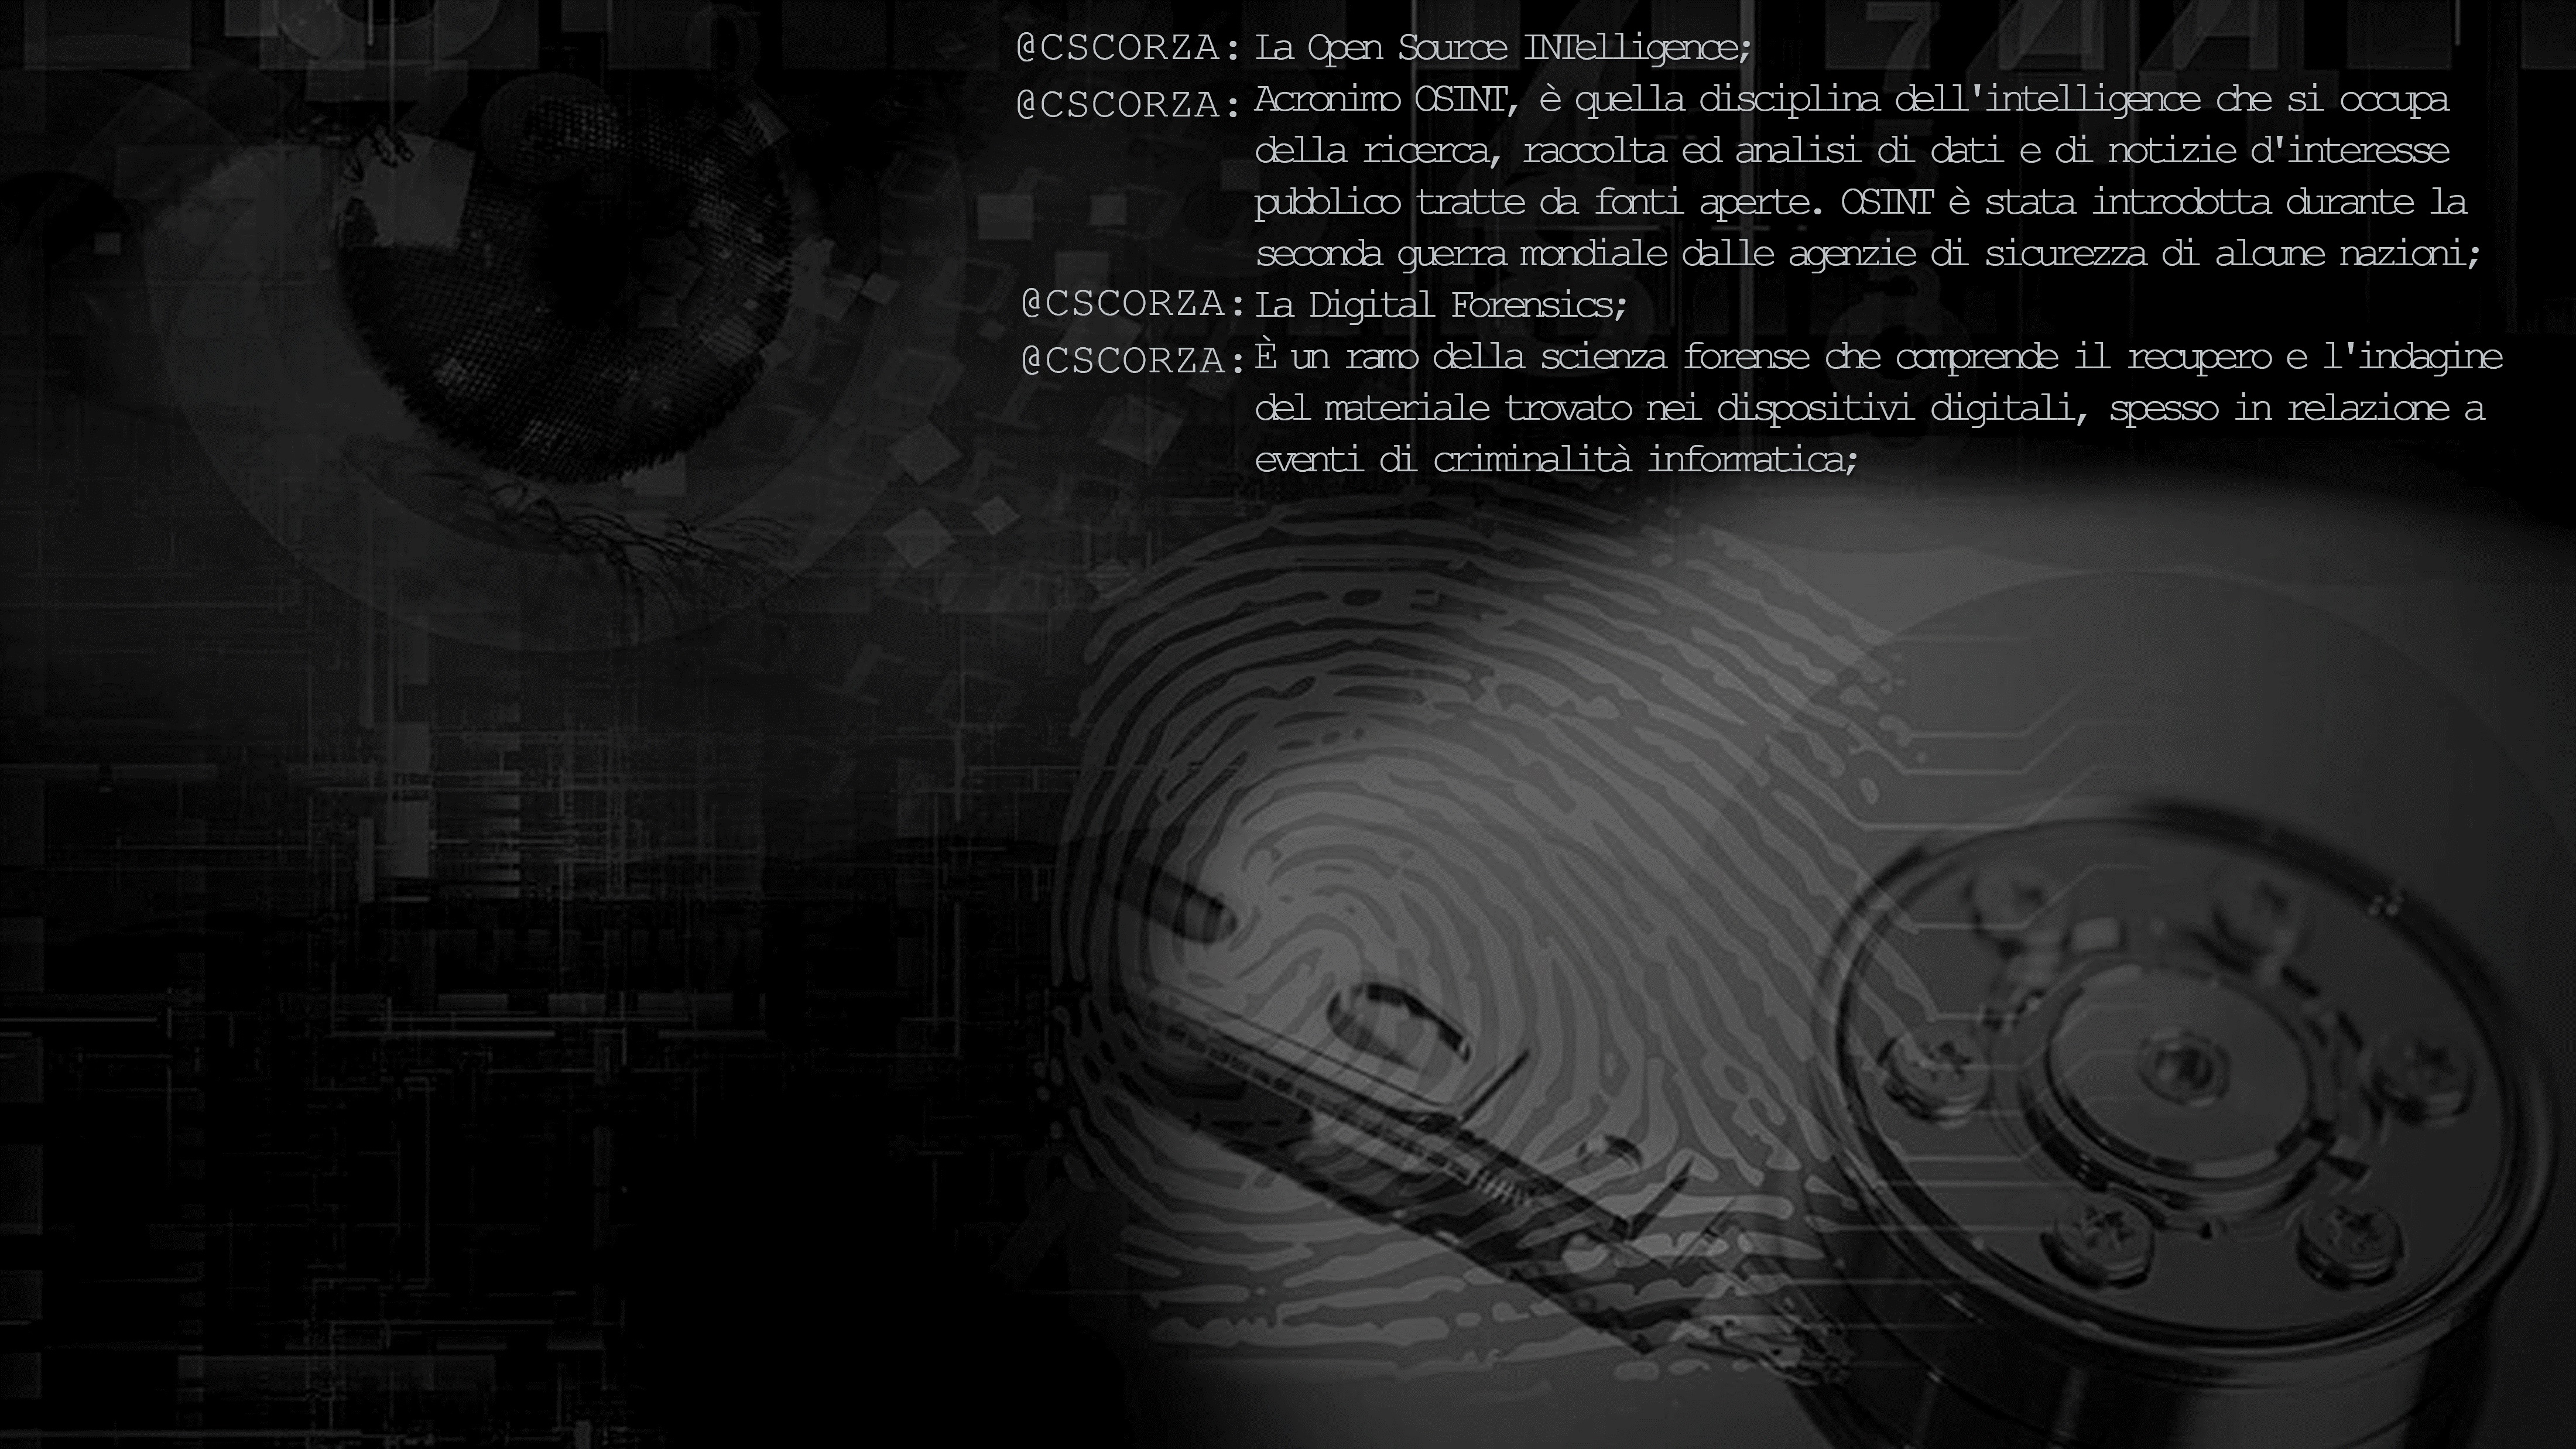 @CSCORZA: La Open Source INTelligence;
@CSCORZA: Acronimo OSINT, è quella disciplina dell'intelligence che si occupa
della ricerca, raccolta ed analisi di dati e di notizie d'interesse
pubblico tratte da fonti aperte. OSINT è stata introdotta durante la
seconda guerra mondiale dalle agenzie di sicurezza di alcune nazioni;
@CSCORZA: La Digital Forensics;
@CSCORZA: È un ramo della scienza forense che comprende il recupero e l'indagine
del materiale trovato nei dispositivi digitali, spesso in relazione a
eventi di criminalità informatica;